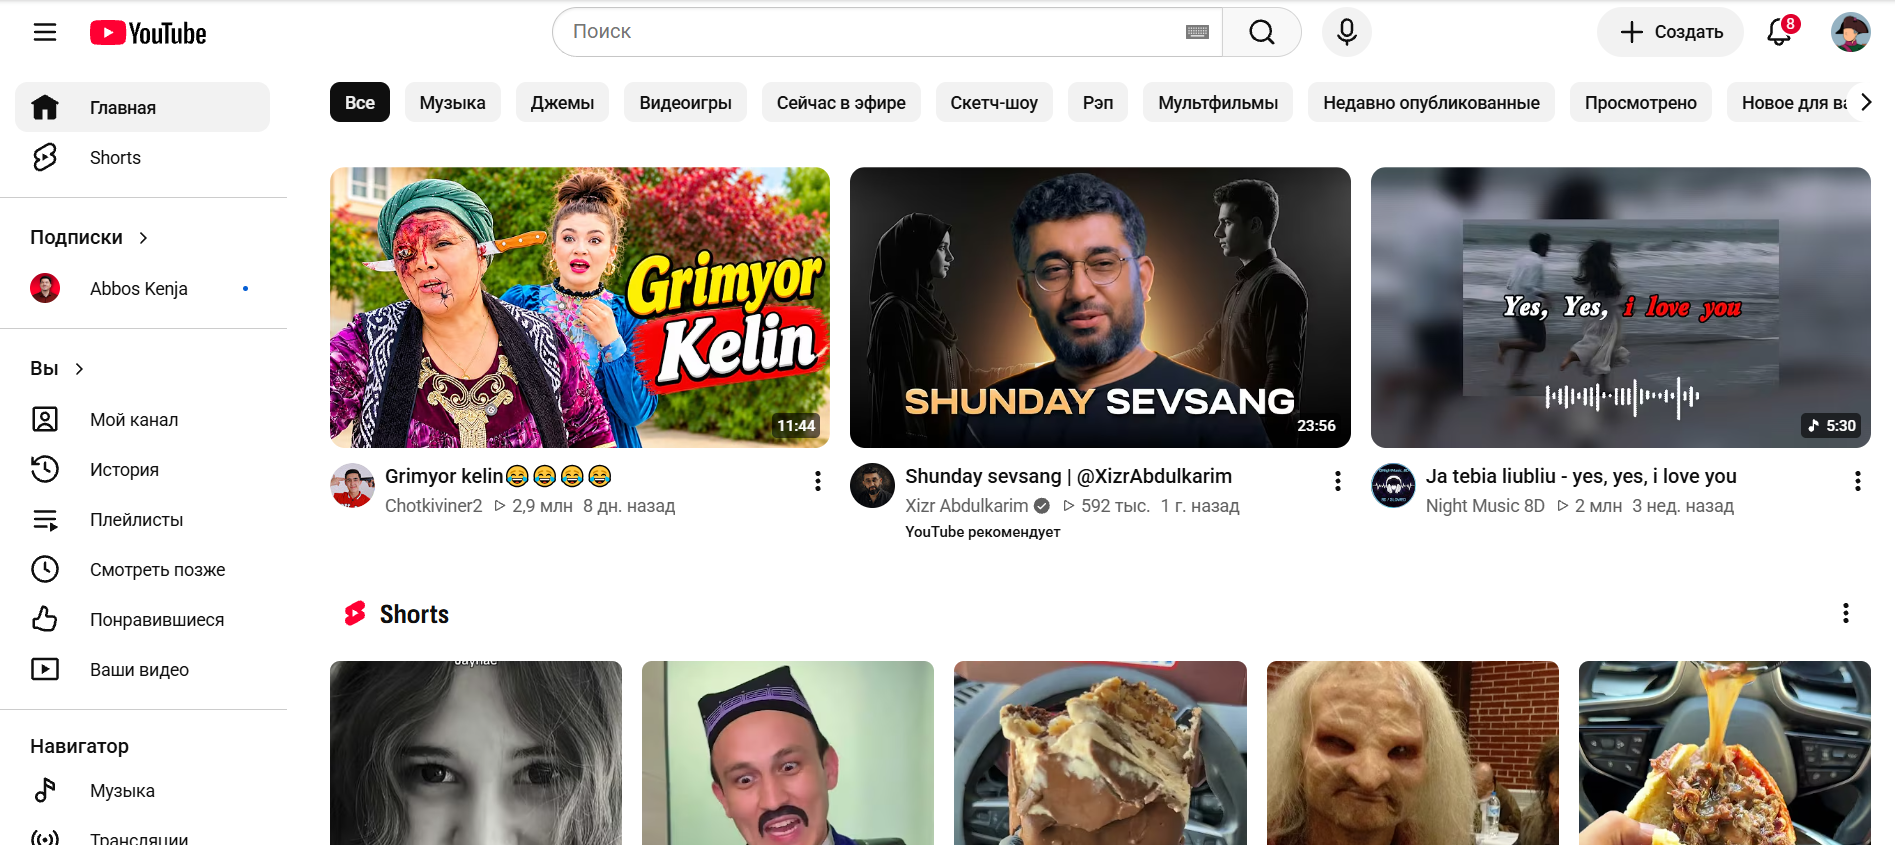 YouTube
Поиск
Создать
8
Главная
Shorts
Подписки
Abbos Kenja
Вы
Мой канал
История
Плейлисты
Смотреть позже
Понравившиеся
Ваши видео
Навигатор
Музыка
Трансляции
Все
Музыка
Джемы
Видеоигры
Сейчас в эфире
Скетч-шоу
Рэп
Мультфильмы
Недавно опубликованные
Просмотрено
Новое для ва
Grimyor
Kelin
11:44
Grimyor kelin😂😂😂😂
Chotkiviner2 ▷ 2,9 млн 8 дн. назад
SHUNDAY SEVSANG
23:56
Shunday sevsang | @XizrAbdulkarim
Xizr Abdulkarim ▷ 592 тыс. 1 г. назад
YouTube рекомендует
Yes, Yes, i love you
5:30
Ja tebia liubliu - yes, yes, i love you
Night Music 8D ▷ 2 млн 3 нед. назад
Shorts